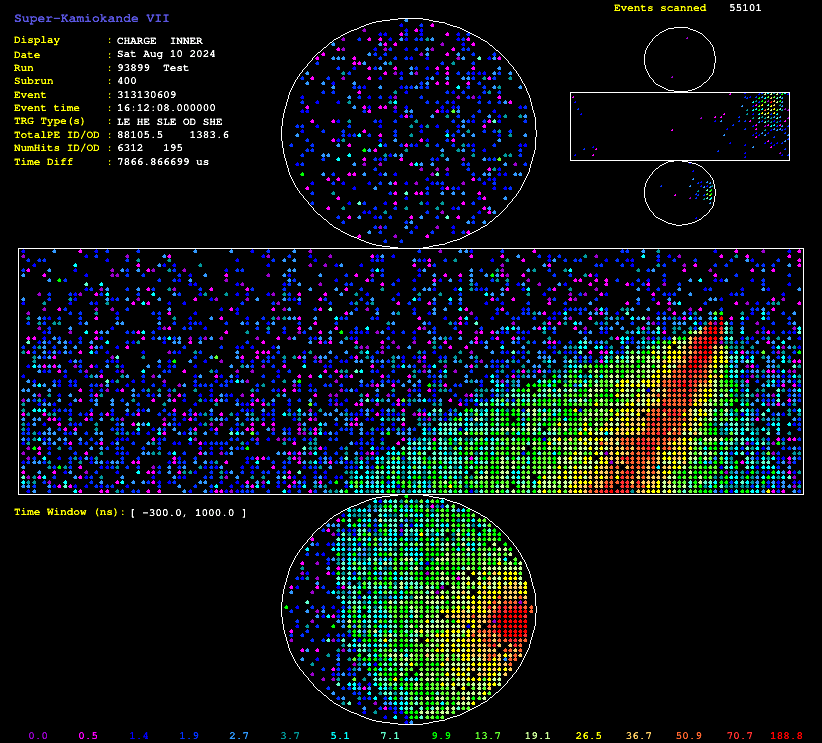 Super-Kamiokande VII
Events scanned 55101
Display : CHARGE INNER
Date : Sat Aug 10 2024
Run : 93899 Test
Subrun : 400
Event : 313130609
Event time : 16:12:08.000000
TRG Type(s) : LE HE SLE OD SHE
TotalPE ID/OD : 88105.5 1383.6
NumHits ID/OD : 6312 195
Time Diff : 7866.866699 us
Time Window (ns): [ -300.0, 1000.0 ]
0.0 0.5 1.4 1.9 2.7 3.7 5.1 7.1 9.9 13.7 19.1 26.5 36.7 50.9 70.7 188.8